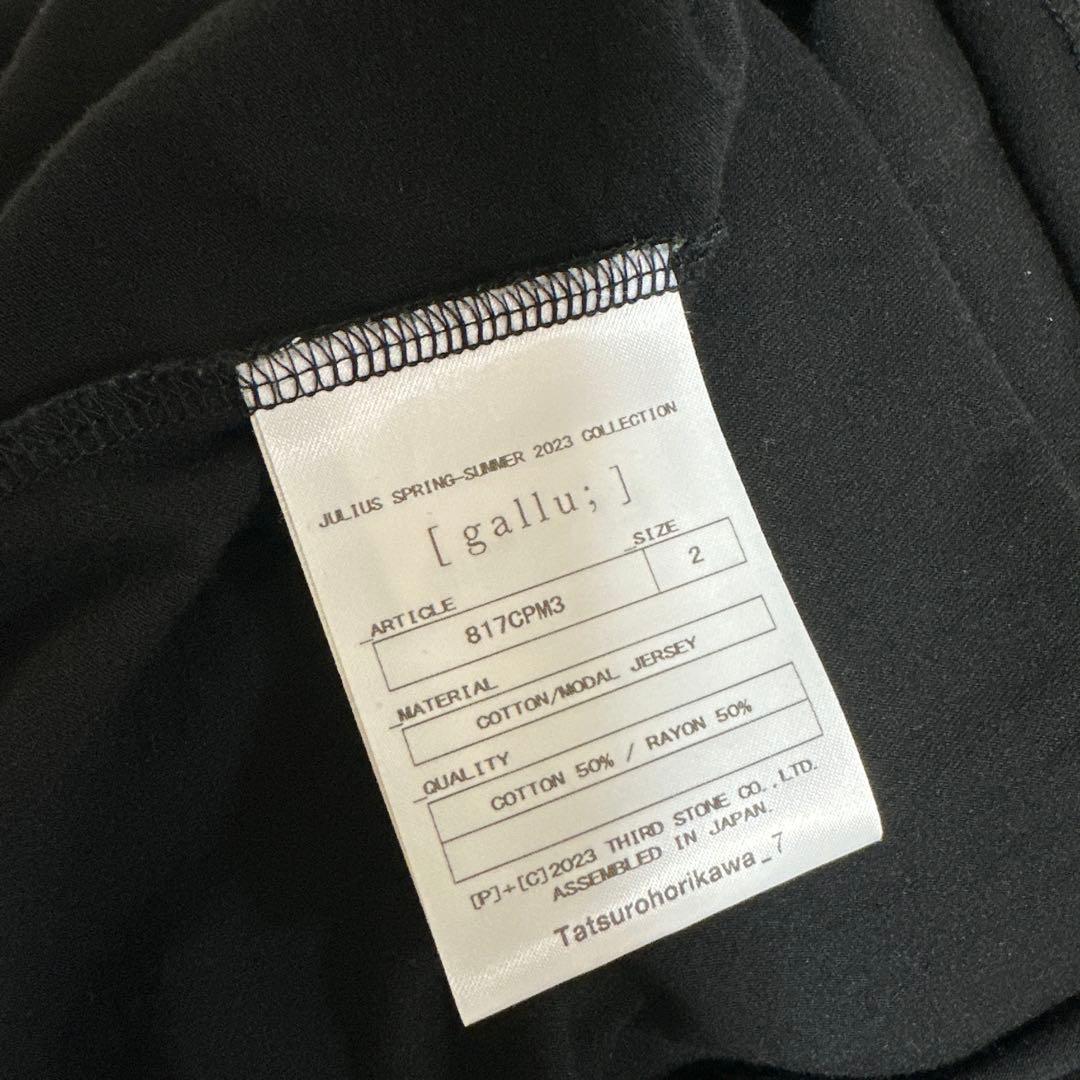 JULIUS SPRING-SUMMER 2023 COLLECTION
[ gallu; ]
_ARTICLE _SIZE
817CPM3 2
_MATERIAL
COTTON/MODAL JERSEY
_QUALITY
COTTON 50% / RAYON 50%
[P]+[C]2023 THIRD STONE CO.,LTD.
ASSEMBLED IN JAPAN.
Tatsurohorikawa_7